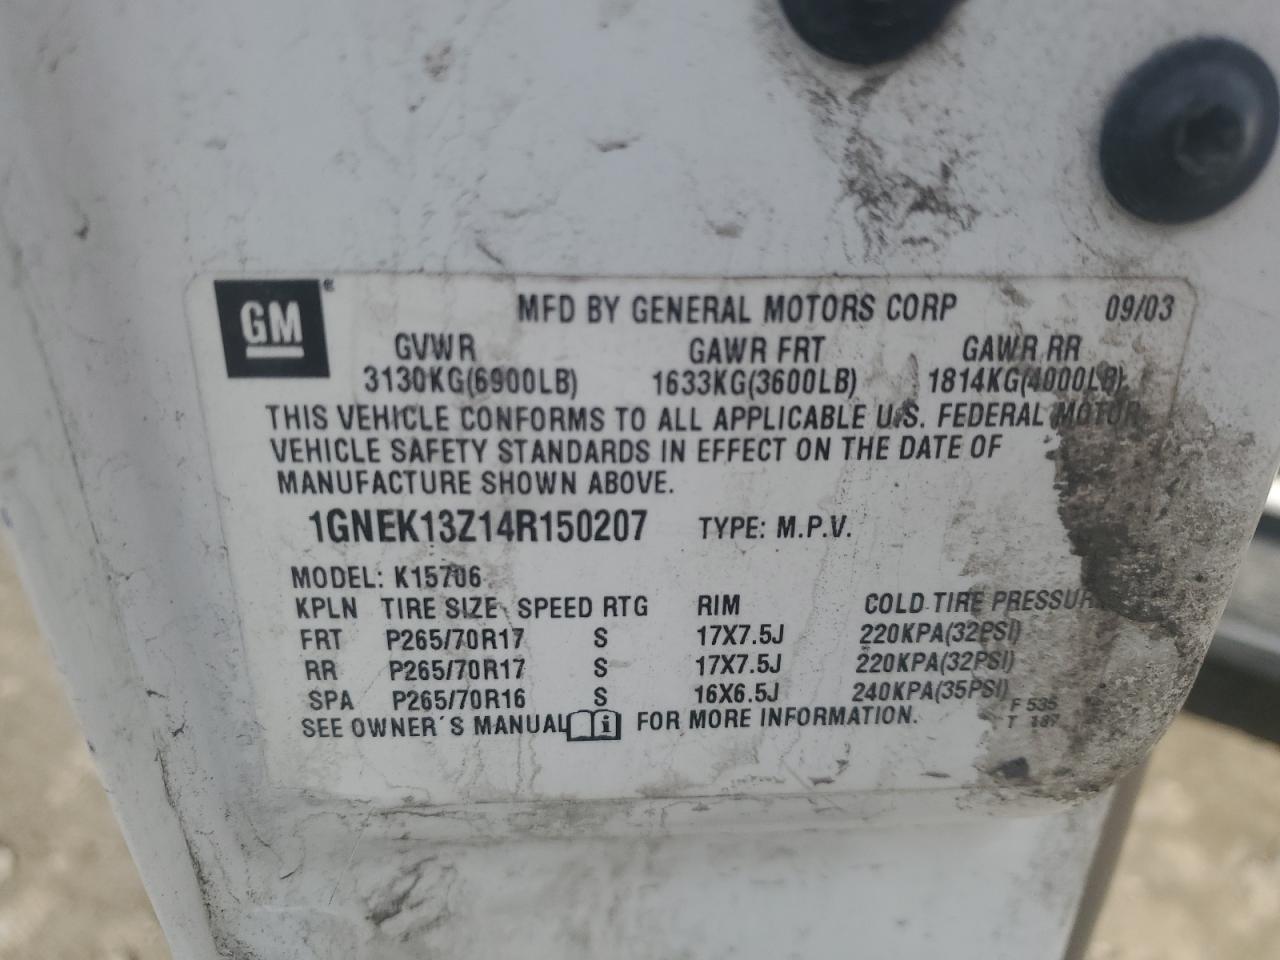 GM®
MFD BY GENERAL MOTORS CORP 09/03
GVWR GAWR FRT GAWR RR
3130KG(6900LB) 1633KG(3600LB) 1814KG(4000LB)
THIS VEHICLE CONFORMS TO ALL APPLICABLE U.S. FEDERAL MOTOR
VEHICLE SAFETY STANDARDS IN EFFECT ON THE DATE OF
MANUFACTURE SHOWN ABOVE.
1GNEK13Z14R150207 TYPE: M.P.V.
MODEL: K15706
KPLN TIRE SIZE SPEED RTG RIM COLD TIRE PRESSURE
FRT P265/70R17 S 17X7.5J 220KPA(32PSI)
RR P265/70R17 S 17X7.5J 220KPA(32PSI)
SPA P265/70R16 S 16X6.5J 240KPA(35PSI)
SEE OWNER'S MANUAL i FOR MORE INFORMATION.
F 535
T 187